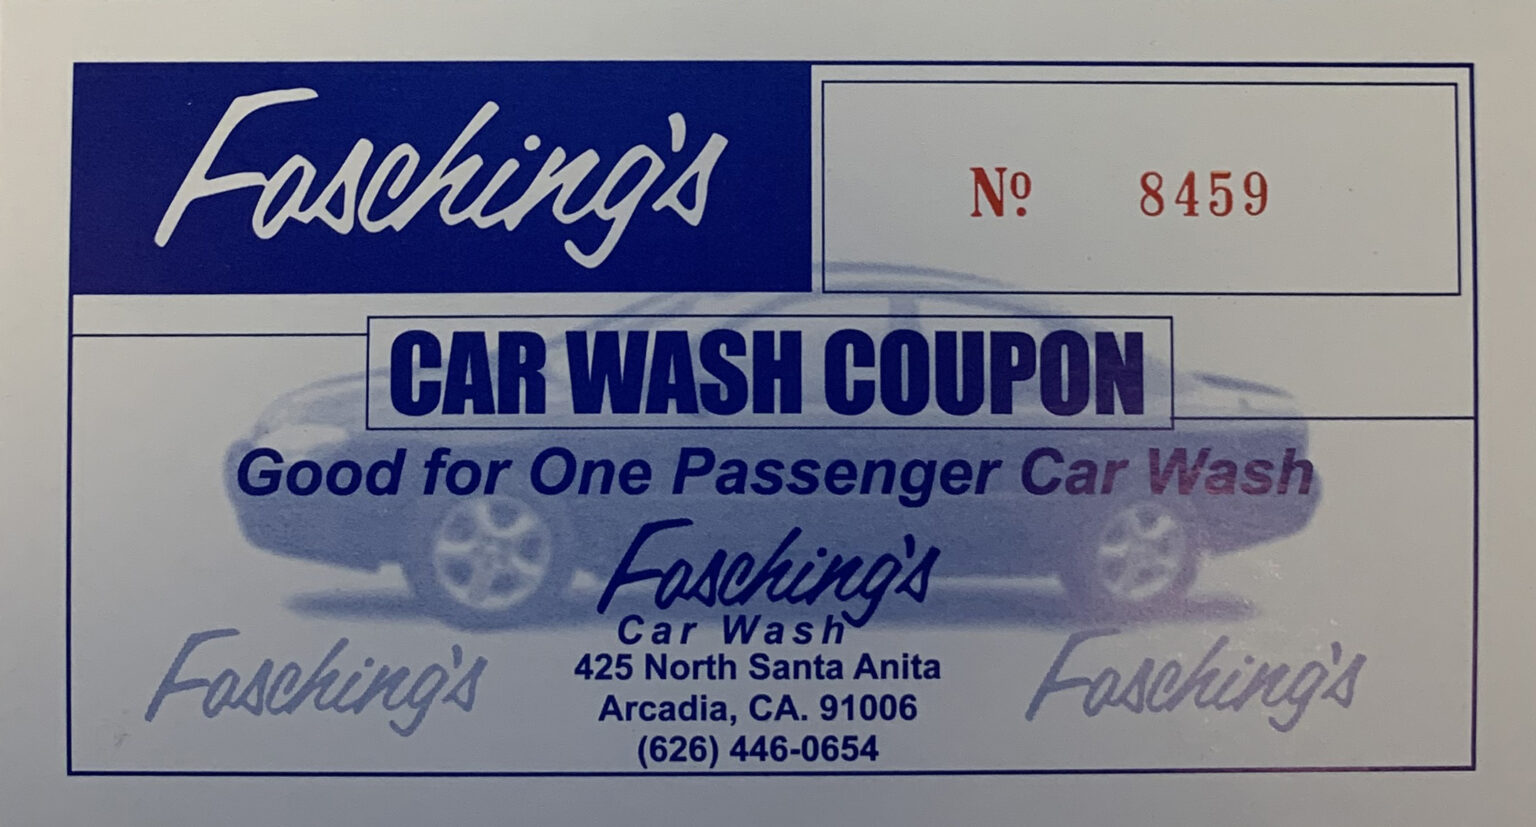 Fasching's
Nº 8459
CAR WASH COUPON
Good for One Passenger Car Wash
Fasching's
Car Wash
425 North Santa Anita
Arcadia, CA. 91006
(626) 446-0654
Fasching's
Fasching's